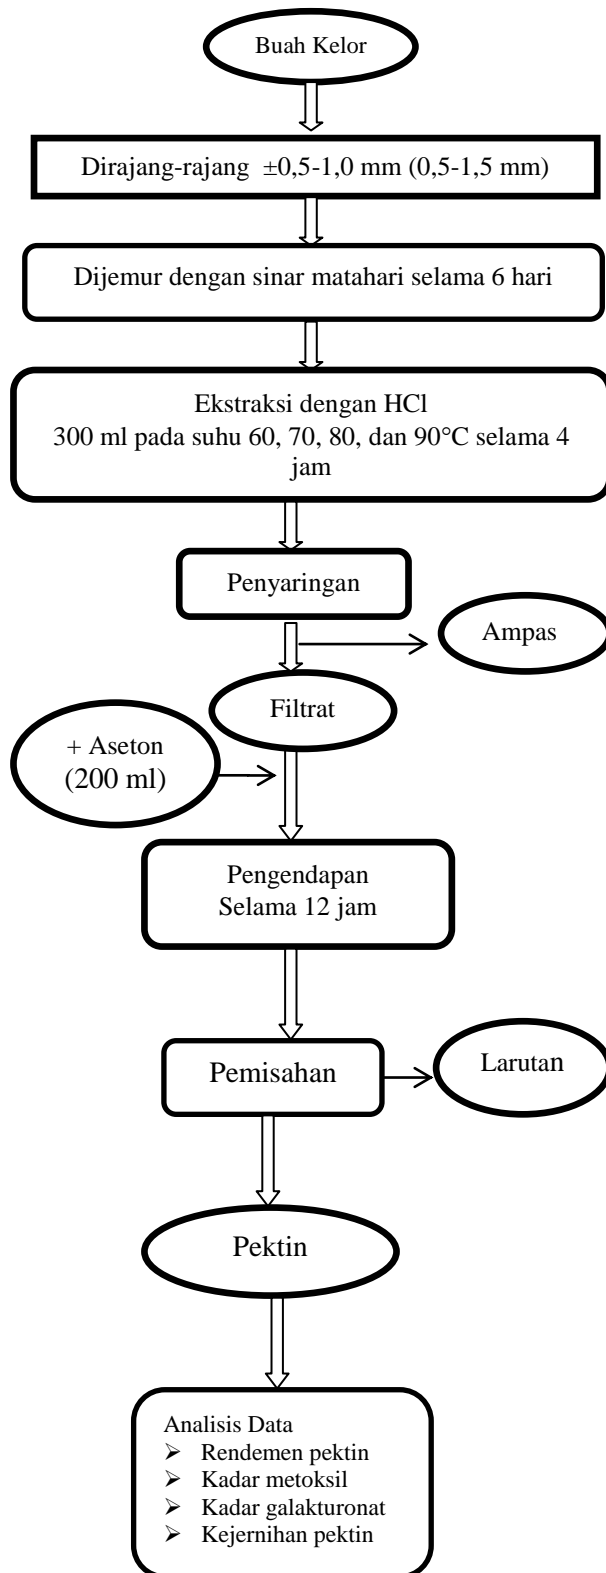 Buah Kelor
Dirajang-rajang ±0,5-1,0 mm (0,5-1,5 mm)
Dijemur dengan sinar matahari selama 6 hari
Ekstraksi dengan HCl
300 ml pada suhu 60, 70, 80, dan 90°C selama 4
jam
Penyaringan
Ampas
Filtrat
+ Aseton
(200 ml)
Pengendapan
Selama 12 jam
Pemisahan
Larutan
Pektin
Analisis Data
➢ Rendemen pektin
➢ Kadar metoksil
➢ Kadar galakturonat
➢ Kejernihan pektin